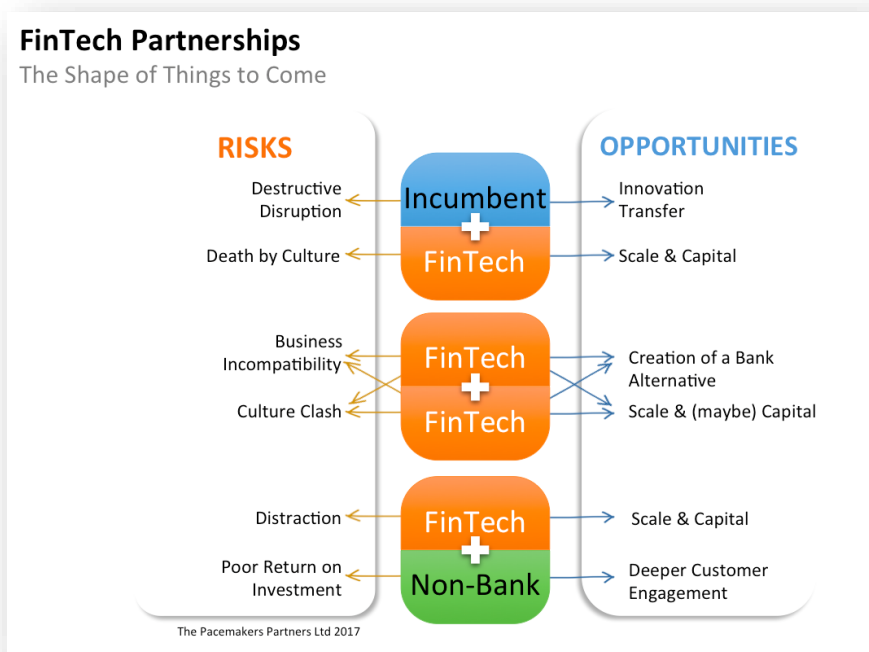 FinTech Partnerships
The Shape of Things to Come
RISKS
OPPORTUNITIES
Destructive
Disruption
Incumbent
Innovation
Transfer
Death by Culture
FinTech
Scale & Capital
Business
Incompatibility
FinTech
Creation of a Bank
Alternative
Culture Clash
FinTech
Scale & (maybe) Capital
Distraction
FinTech
Scale & Capital
Poor Return on
Investment
Non-Bank
Deeper Customer
Engagement
The Pacemakers Partners Ltd 2017